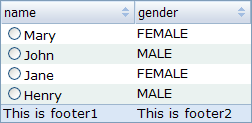 name gender
Mary FEMALE
John MALE
Jane FEMALE
Henry MALE
This is footer1 This is footer2